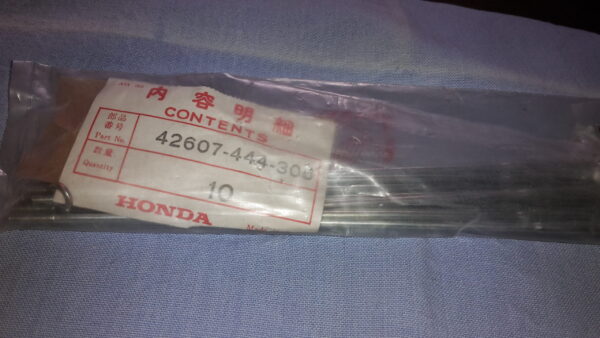 内容明細
CONTENTS
部品
番号
Part No.
42607-444-300
数量
Quantity
10
HONDA